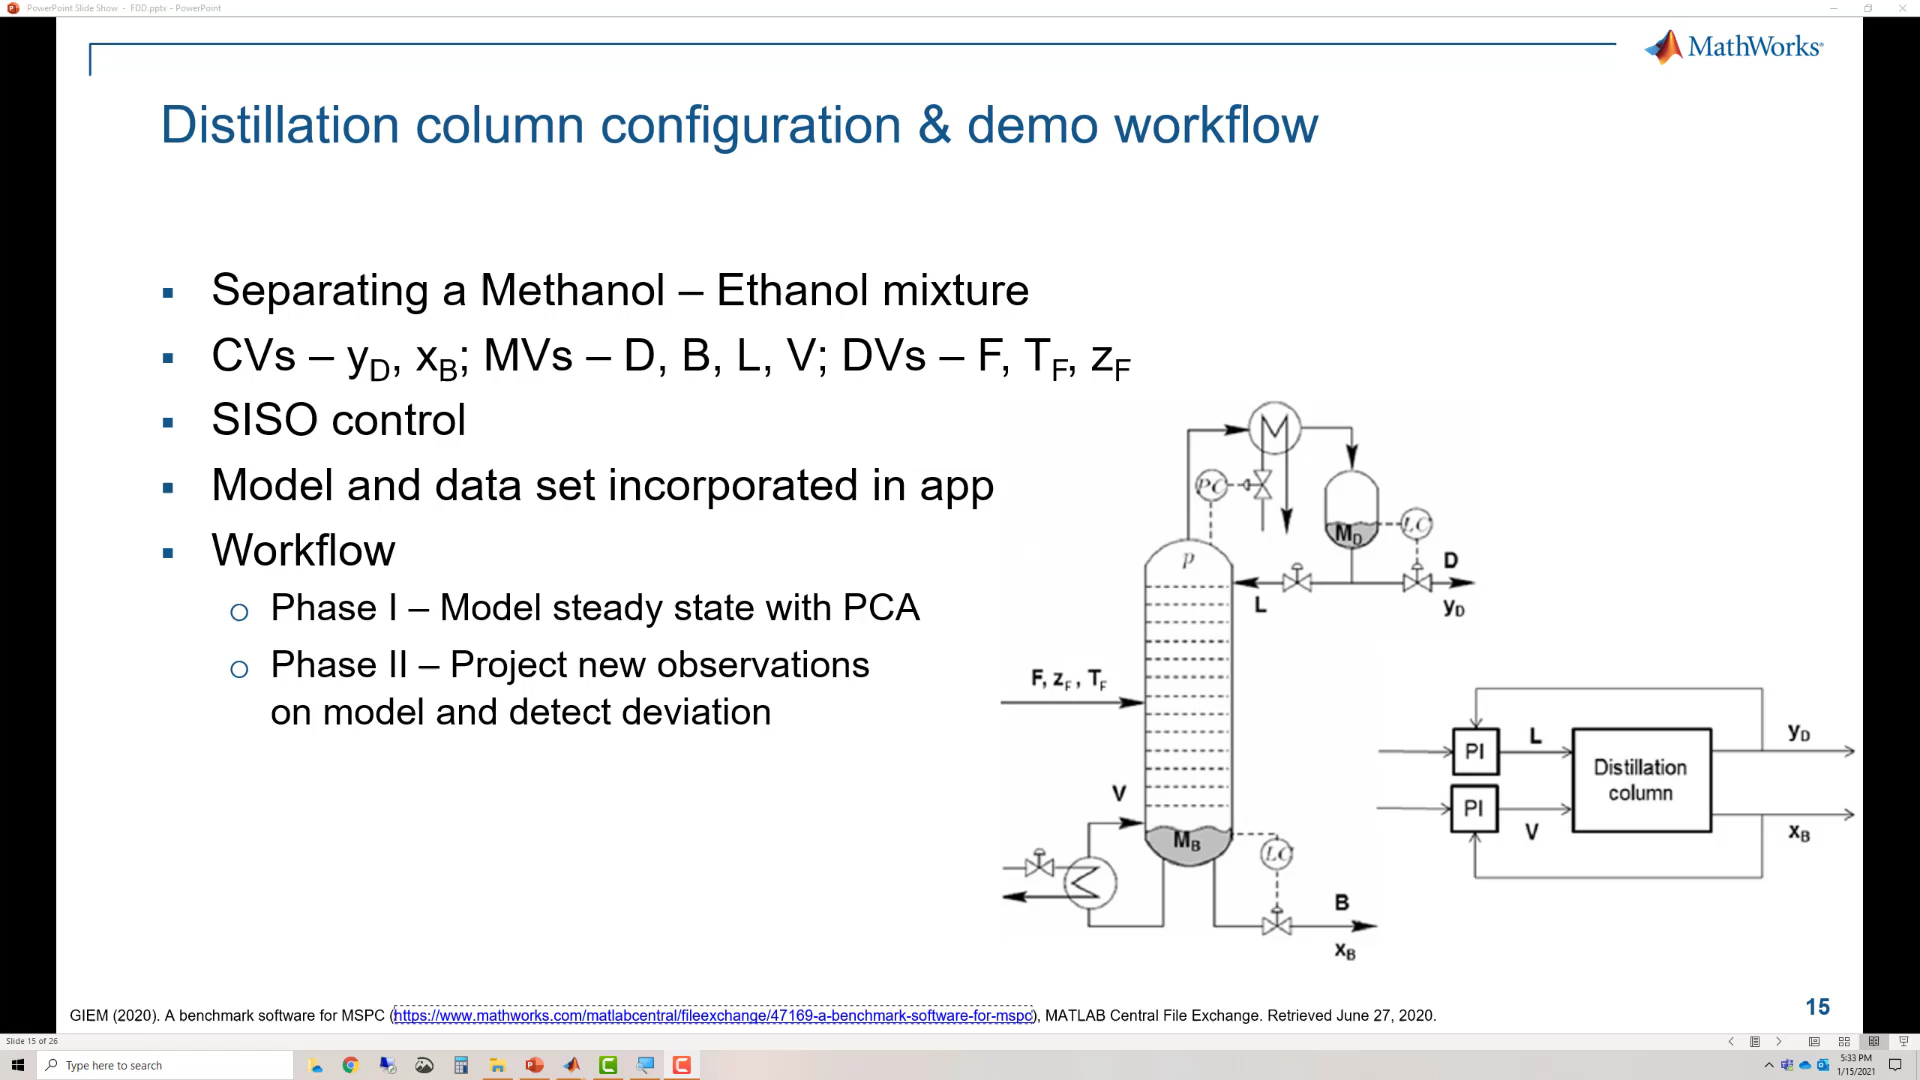 PowerPoint Slide Show - FDD.pptx - PowerPoint
MathWorks®
Distillation column configuration & demo workflow
▪ Separating a Methanol – Ethanol mixture
▪ CVs – yD, xB; MVs – D, B, L, V; DVs – F, TF, zF
▪ SISO control
▪ Model and data set incorporated in app
▪ Workflow
o Phase I – Model steady state with PCA
o Phase II – Project new observations
on model and detect deviation
PC
MD
LC
P
D
L
yD
F, zF, TF
V
MB
LC
B
xB
PI
L
yD
Distillation
column
PI
V
xB
GIEM (2020). A benchmark software for MSPC (https://www.mathworks.com/matlabcentral/fileexchange/47169-a-benchmark-software-for-mspc), MATLAB Central File Exchange. Retrieved June 27, 2020.
15
Slide 15 of 26
Type here to search
5:33 PM
1/15/2021